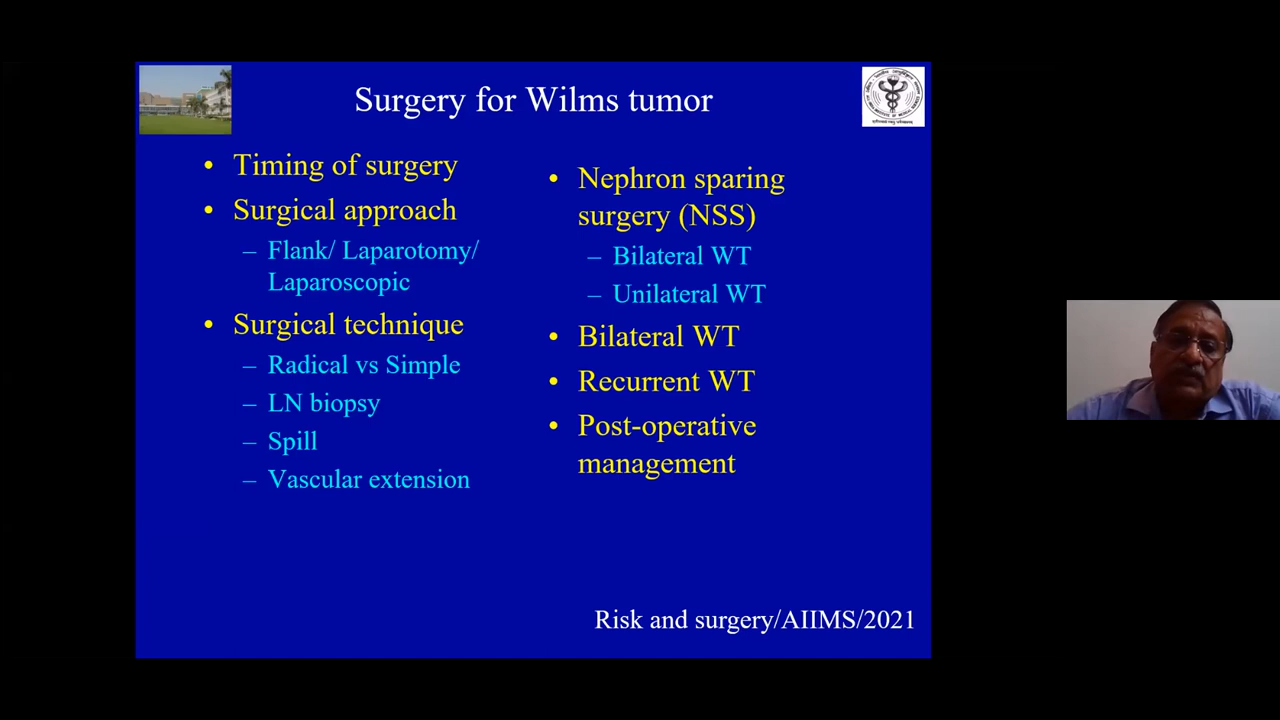 Surgery for Wilms tumor
• Timing of surgery
• Surgical approach
– Flank/ Laparotomy/
Laparoscopic
• Surgical technique
– Radical vs Simple
– LN biopsy
– Spill
– Vascular extension
• Nephron sparing
surgery (NSS)
– Bilateral WT
– Unilateral WT
• Bilateral WT
• Recurrent WT
• Post-operative
management
Risk and surgery/AIIMS/2021